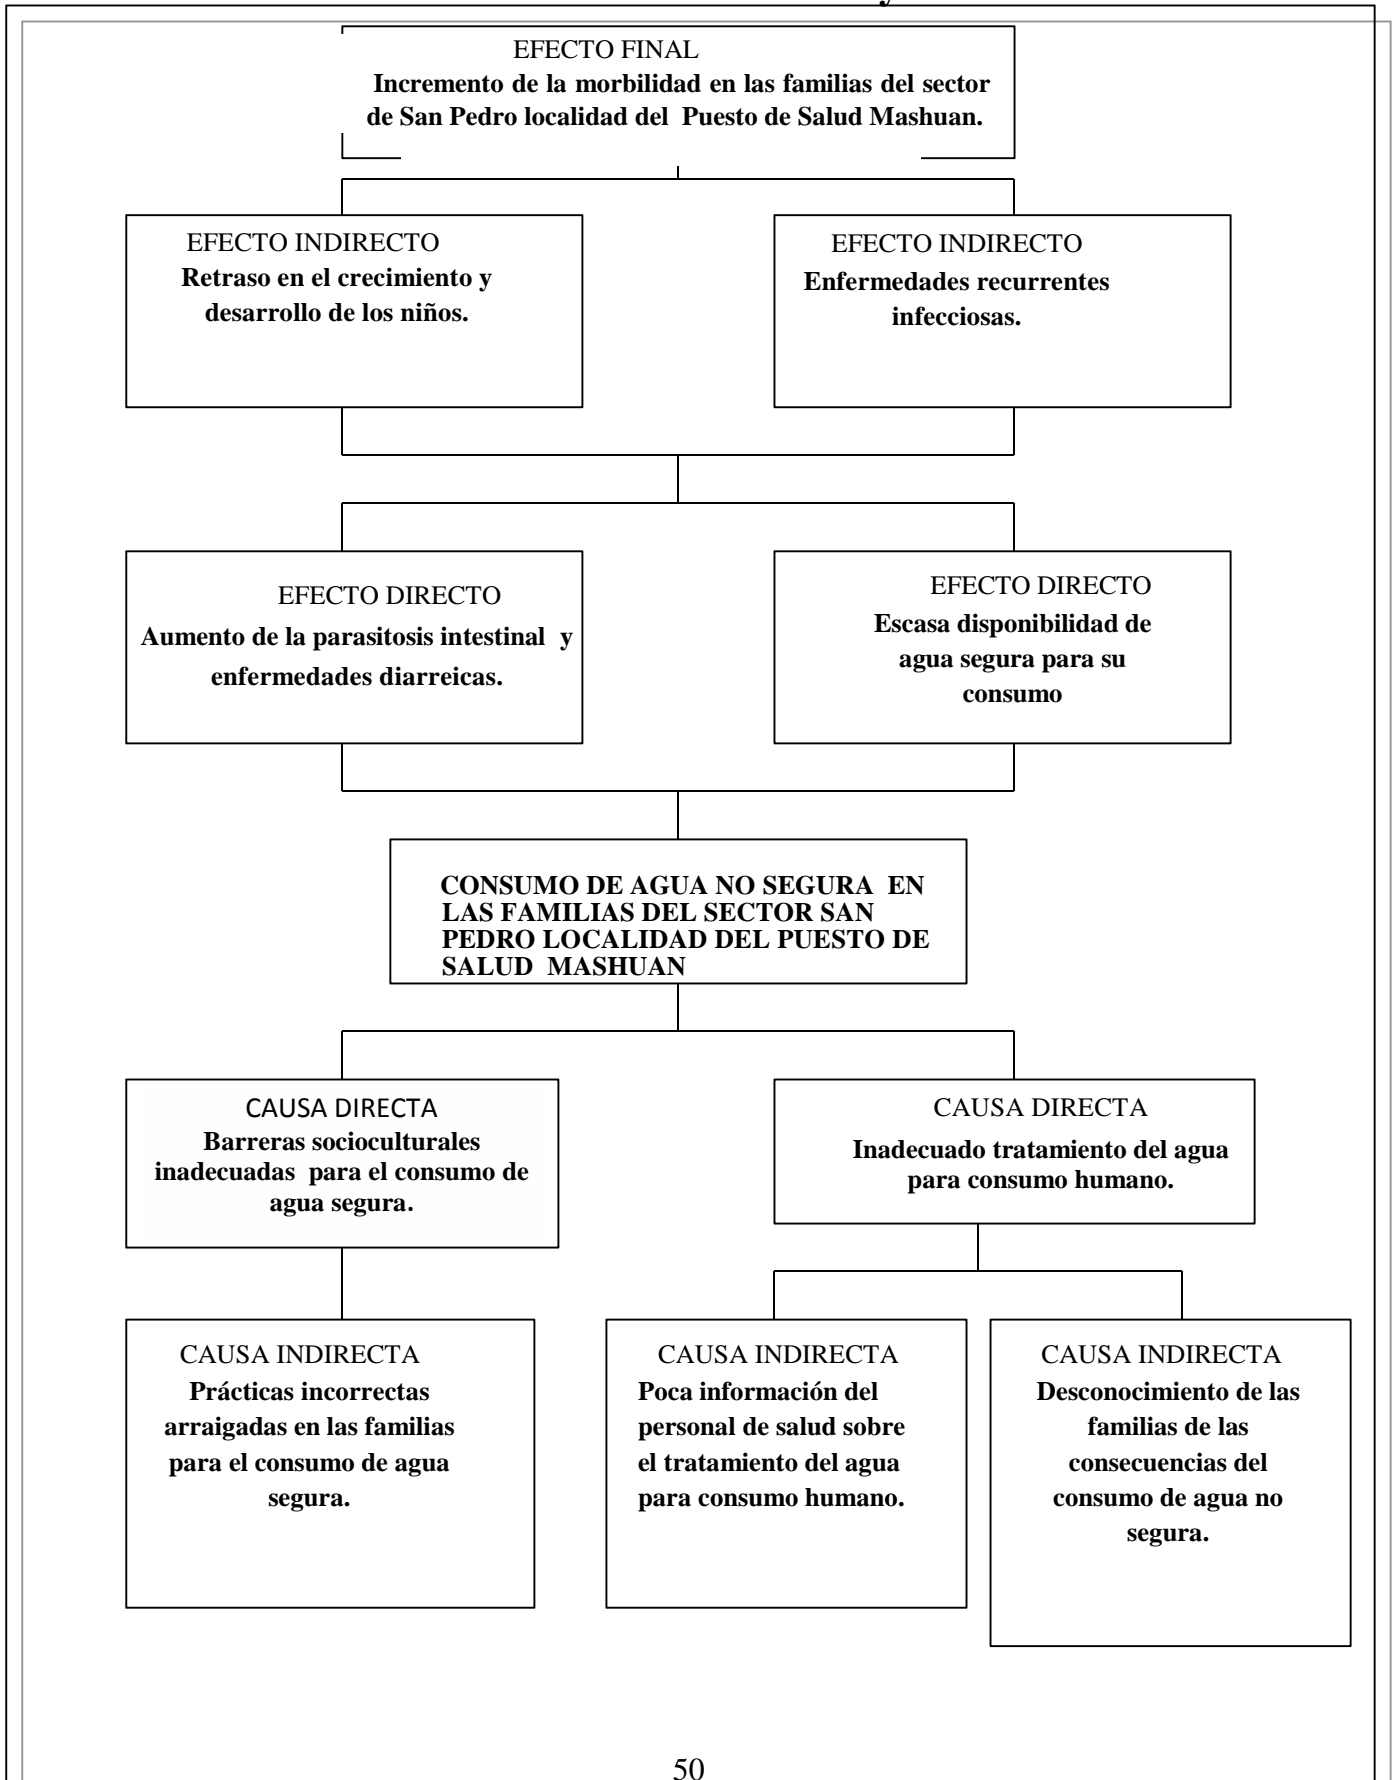 EFECTO FINAL
Incremento de la morbilidad en las familias del sector
de San Pedro localidad del Puesto de Salud Mashuan.
EFECTO INDIRECTO
Retraso en el crecimiento y
desarrollo de los niños.
EFECTO INDIRECTO
Enfermedades recurrentes
infecciosas.
EFECTO DIRECTO
Aumento de la parasitosis intestinal y
enfermedades diarreicas.
EFECTO DIRECTO
Escasa disponibilidad de
agua segura para su
consumo
CONSUMO DE AGUA NO SEGURA EN
LAS FAMILIAS DEL SECTOR SAN
PEDRO LOCALIDAD DEL PUESTO DE
SALUD MASHUAN
CAUSA DIRECTA
Barreras socioculturales
inadecuadas para el consumo de
agua segura.
CAUSA DIRECTA
Inadecuado tratamiento del agua
para consumo humano.
CAUSA INDIRECTA
Prácticas incorrectas
arraigadas en las familias
para el consumo de agua
segura.
CAUSA INDIRECTA
Poca información del
personal de salud sobre
el tratamiento del agua
para consumo humano.
CAUSA INDIRECTA
Desconocimiento de las
familias de las
consecuencias del
consumo de agua no
segura.
50